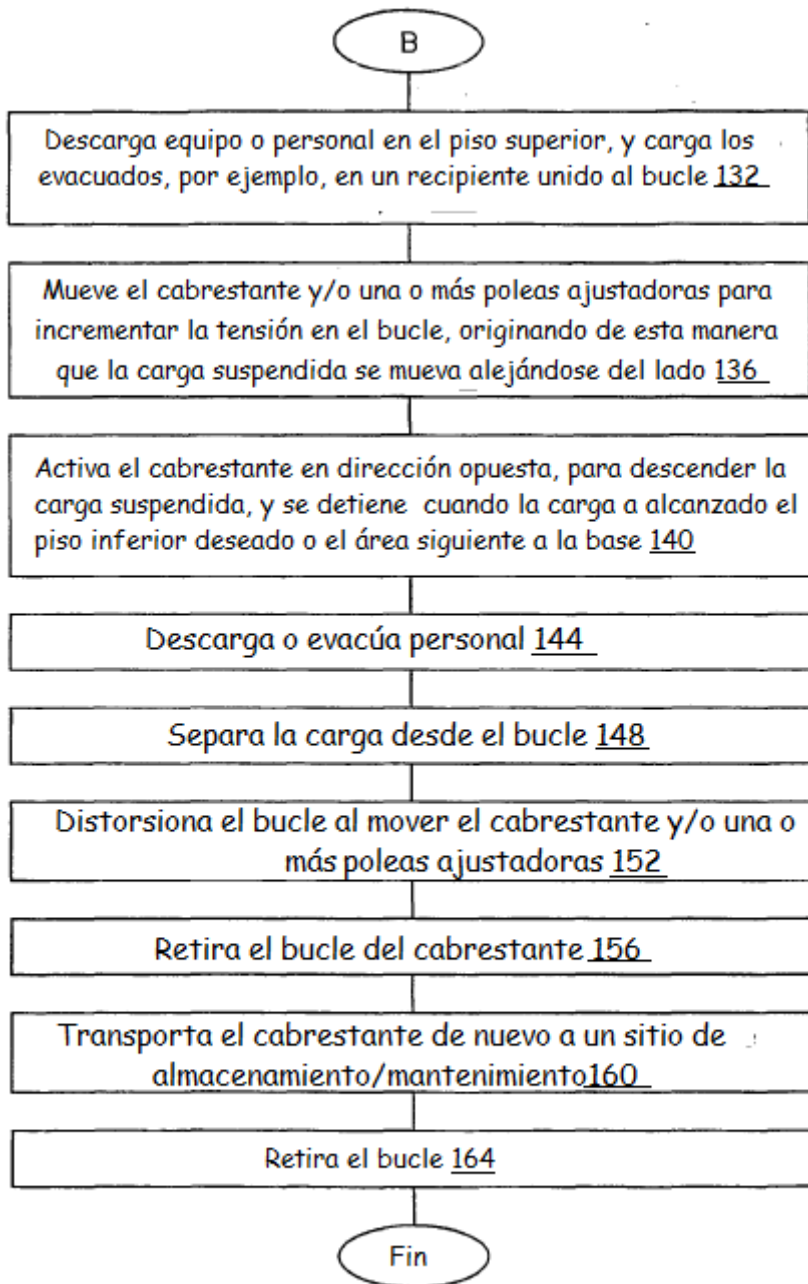 B
Descarga equipo o personal en el piso superior, y carga los
evacuados, por ejemplo, en un recipiente unido al bucle 132
Mueve el cabrestante y/o una o más poleas ajustadoras para
incrementar la tensión en el bucle, originando de esta manera
que la carga suspendida se mueva alejándose del lado 136
Activa el cabrestante en dirección opuesta, para descender la
carga suspendida, y se detiene cuando la carga a alcanzado el
piso inferior deseado o el área siguiente a la base 140
Descarga o evacúa personal 144
Separa la carga desde el bucle 148
Distorsiona el bucle al mover el cabrestante y/o una o
más poleas ajustadoras 152
Retira el bucle del cabrestante 156
Transporta el cabrestante de nuevo a un sitio de
almacenamiento/mantenimiento160
Retira el bucle 164
Fin